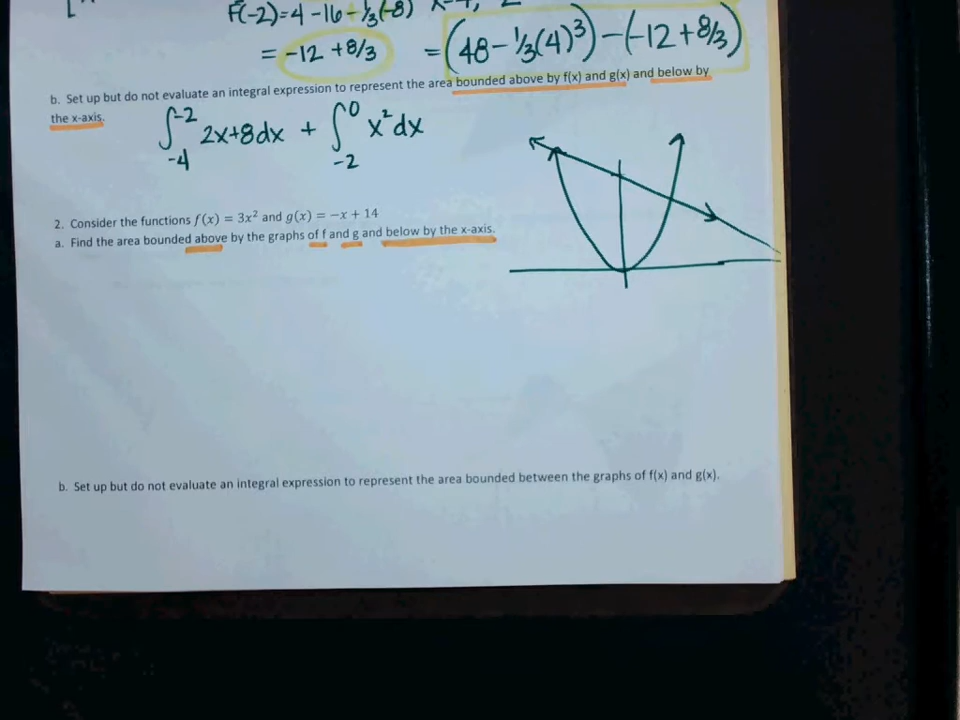 F(-2)=4-16-⅓(-8)
= -12 + 8/3 = (48 - ⅓(4)³) - (-12 + 8/3)
b. Set up but do not evaluate an integral expression to represent the area bounded above by f(x) and g(x) and below by
the x-axis.
∫₋₄⁻² 2x+8dx + ∫₋₂⁰ x²dx
2. Consider the functions f(x) = 3x² and g(x) = −x + 14
a. Find the area bounded above by the graphs of f and g and below by the x-axis.
b. Set up but do not evaluate an integral expression to represent the area bounded between the graphs of f(x) and g(x).